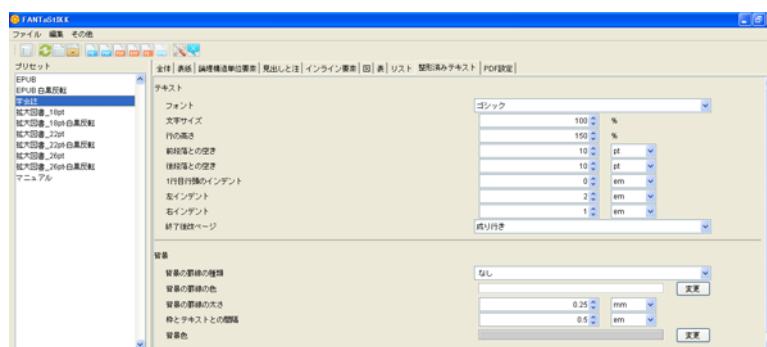 FANTaStIKK
ファイル 編集 その他
プリセット
全体 表紙 論理構造単位要素 見出しと注 インライン要素 図 表 リスト 整形済みテキスト PDF設定
EPUB
EPUB 白黒反転
学会誌
拡大図書_18pt
拡大図書_18pt-白黒反転
拡大図書_22pt
拡大図書_22pt-白黒反転
拡大図書_26pt
拡大図書_26pt-白黒反転
マニュアル
テキスト
フォント ゴシック
文字サイズ 100 %
行の高さ 150 %
前段落との空き 10 pt
後段落との空き 10 pt
1行目行頭のインデント 0 em
左インデント 2 em
右インデント 1 em
終了後改ページ 成り行き
背景
背景の罫線の種類 なし
背景の罫線の色 変更
背景の罫線の太さ 0.25 mm
枠とテキストとの間隔 0.5 em
背景色 変更